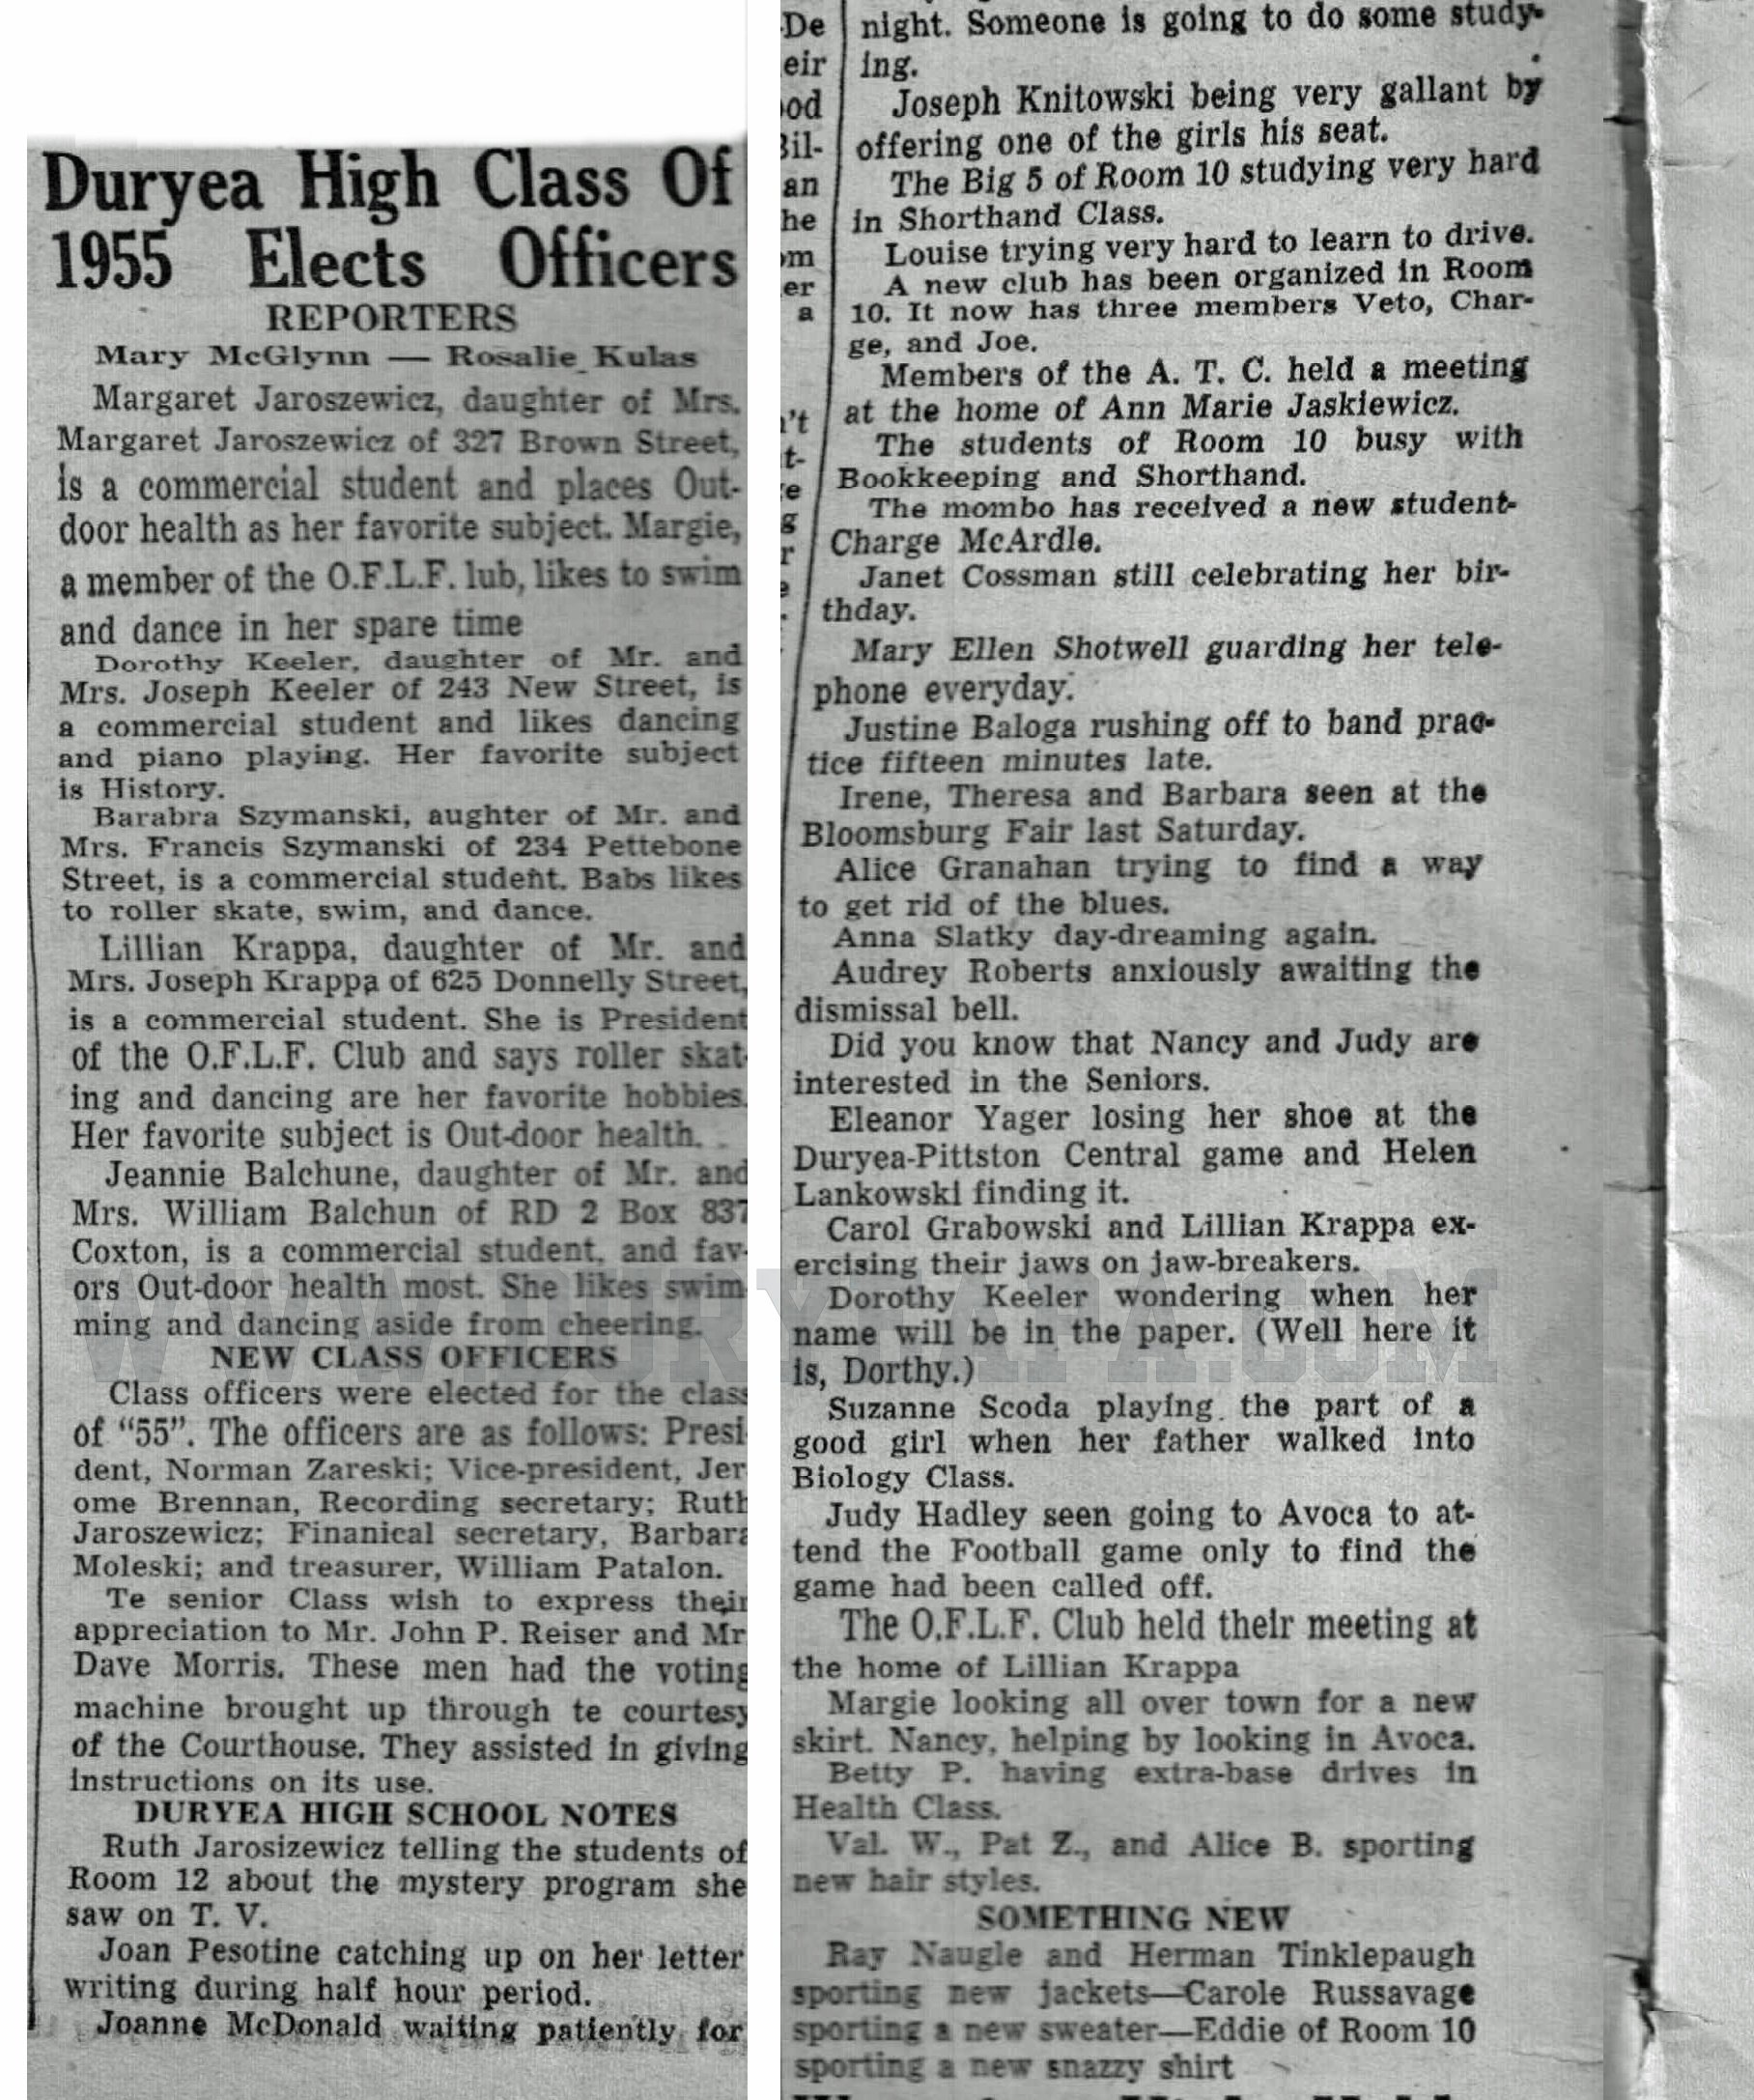 Duryea High Class Of
1955 Elects Officers
REPORTERS
Mary McGlynn — Rosalie Kulas
Margaret Jaroszewicz, daughter of Mrs.
Margaret Jaroszewicz of 327 Brown Street,
is a commercial student and places Out-
door health as her favorite subject. Margie,
a member of the O.F.L.F. lub, likes to swim
and dance in her spare time
Dorothy Keeler, daughter of Mr. and
Mrs. Joseph Keeler of 243 New Street, is
a commercial student and likes dancing
and piano playing. Her favorite subject
is History.
Barabra Szymanski, aughter of Mr. and
Mrs. Francis Szymanski of 234 Pettebone
Street, is a commercial student. Babs likes
to roller skate, swim, and dance.
Lillian Krappa, daughter of Mr. and
Mrs. Joseph Krappa of 625 Donnelly Street,
is a commercial student. She is President
of the O.F.L.F. Club and says roller skat
ing and dancing are her favorite hobbies.
Her favorite subject is Out-door health.
Jeannie Balchune, daughter of Mr. and
Mrs. William Balchun of RD 2 Box 837
Coxton, is a commercial student, and fav-
ors Out-door health most. She likes swim
ming and dancing aside from cheering.
NEW CLASS OFFICERS
Class officers were elected for the class
of "55". The officers are as follows: Presi
dent, Norman Zareski; Vice-president, Jer
ome Brennan, Recording secretary; Ruth
Jaroszewicz; Finanical secretary, Barbara
Moleski; and treasurer, William Patalon.
Te senior Class wish to express their
appreciation to Mr. John P. Reiser and Mr
Dave Morris. These men had the voting
machine brought up through te courtesy
of the Courthouse. They assisted in giving
instructions on its use.
DURYEA HIGH SCHOOL NOTES
Ruth Jarosizewicz telling the students of
Room 12 about the mystery program she
saw on T. V.
Joan Pesotine catching up on her letter
writing during half hour period.
Joanne McDonald waiting patiently for
De
eir
od
Bil-
an
he
om
er
a
't
t-
e
g
r
e
night. Someone is going to do some study-
ing.
Joseph Knitowski being very gallant by
offering one of the girls his seat.
The Big 5 of Room 10 studying very hard
in Shorthand Class.
Louise trying very hard to learn to drive.
A new club has been organized in Room
10. It now has three members Veto, Char-
ge, and Joe.
Members of the A. T. C. held a meeting
at the home of Ann Marie Jaskiewicz.
The students of Room 10 busy with
Bookkeeping and Shorthand.
The mombo has received a new student-
Charge McArdle.
Janet Cossman still celebrating her bir-
thday.
Mary Ellen Shotwell guarding her tele-
phone everyday.
Justine Baloga rushing off to band prac-
tice fifteen minutes late.
Irene, Theresa and Barbara seen at the
Bloomsburg Fair last Saturday.
Alice Granahan trying to find a way
to get rid of the blues.
Anna Slatky day-dreaming again.
Audrey Roberts anxiously awaiting the
dismissal bell.
Did you know that Nancy and Judy are
interested in the Seniors.
Eleanor Yager losing her shoe at the
Duryea-Pittston Central game and Helen
Lankowski finding it.
Carol Grabowski and Lillian Krappa ex-
ercising their jaws on jaw-breakers.
Dorothy Keeler wondering when her
name will be in the paper. (Well here it
is, Dorthy.)
Suzanne Scoda playing the part of a
good girl when her father walked into
Biology Class.
Judy Hadley seen going to Avoca to at-
tend the Football game only to find the
game had been called off.
The O.F.L.F. Club held their meeting at
the home of Lillian Krappa
Margie looking all over town for a new
skirt. Nancy, helping by looking in Avoca.
Betty P. having extra-base drives in
Health Class.
Val. W., Pat Z., and Alice B. sporting
new hair styles.
SOMETHING NEW
Ray Naugle and Herman Tinklepaugh
sporting new jackets—Carole Russavage
sporting a new sweater—Eddie of Room 10
sporting a new snazzy shirt
WWW.DURYEAPA.COM